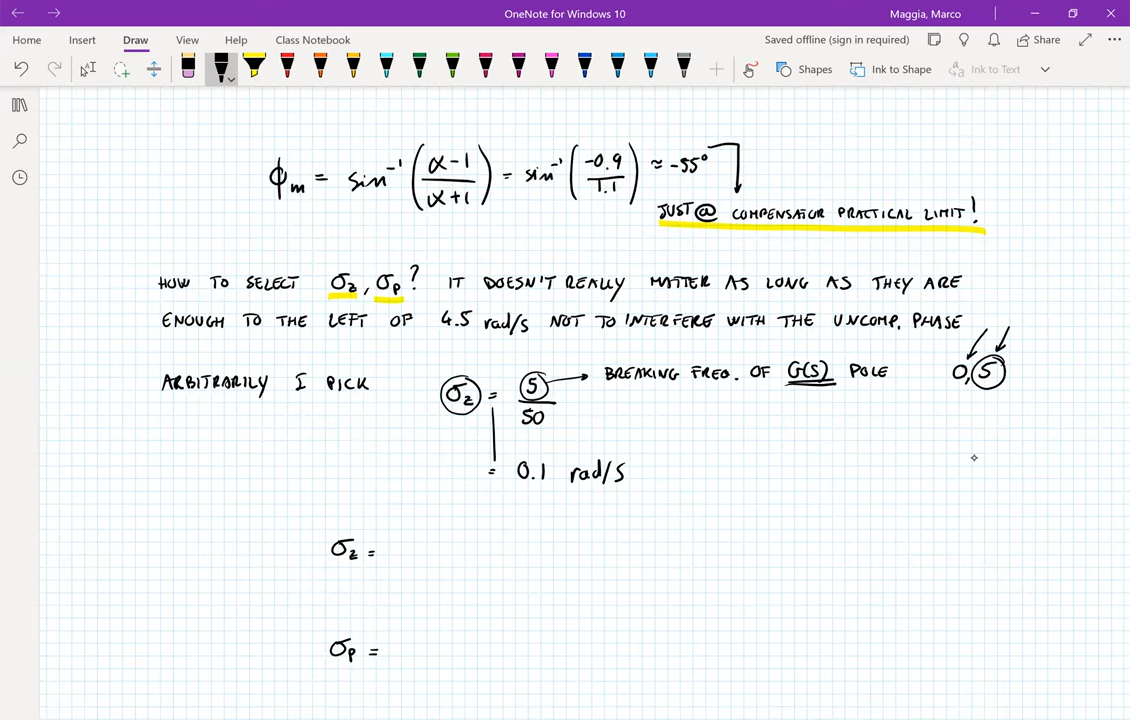 OneNote for Windows 10
Maggia, Marco
Home Insert Draw View Help Class Notebook
Saved offline (sign in required)
Share
Shapes
Ink to Shape
Ink to Text
ϕm = sin⁻¹ (α-1 / α+1) = sin⁻¹ (-0.9 / 1.1) ≈ -55°
JUST @ COMPENSATOR PRACTICAL LIMIT!
HOW TO SELECT σz, σp? IT DOESN'T REALLY MATTER AS LONG AS THEY ARE
ENOUGH TO THE LEFT OF 4.5 rad/s NOT TO INTERFERE WITH THE UNCOMP. PHASE
ARBITRARILY I PICK σz = 5/50 → BREAKING FREQ. OF G(S) POLE 0, 5
= 0.1 rad/s
σz =
σp =